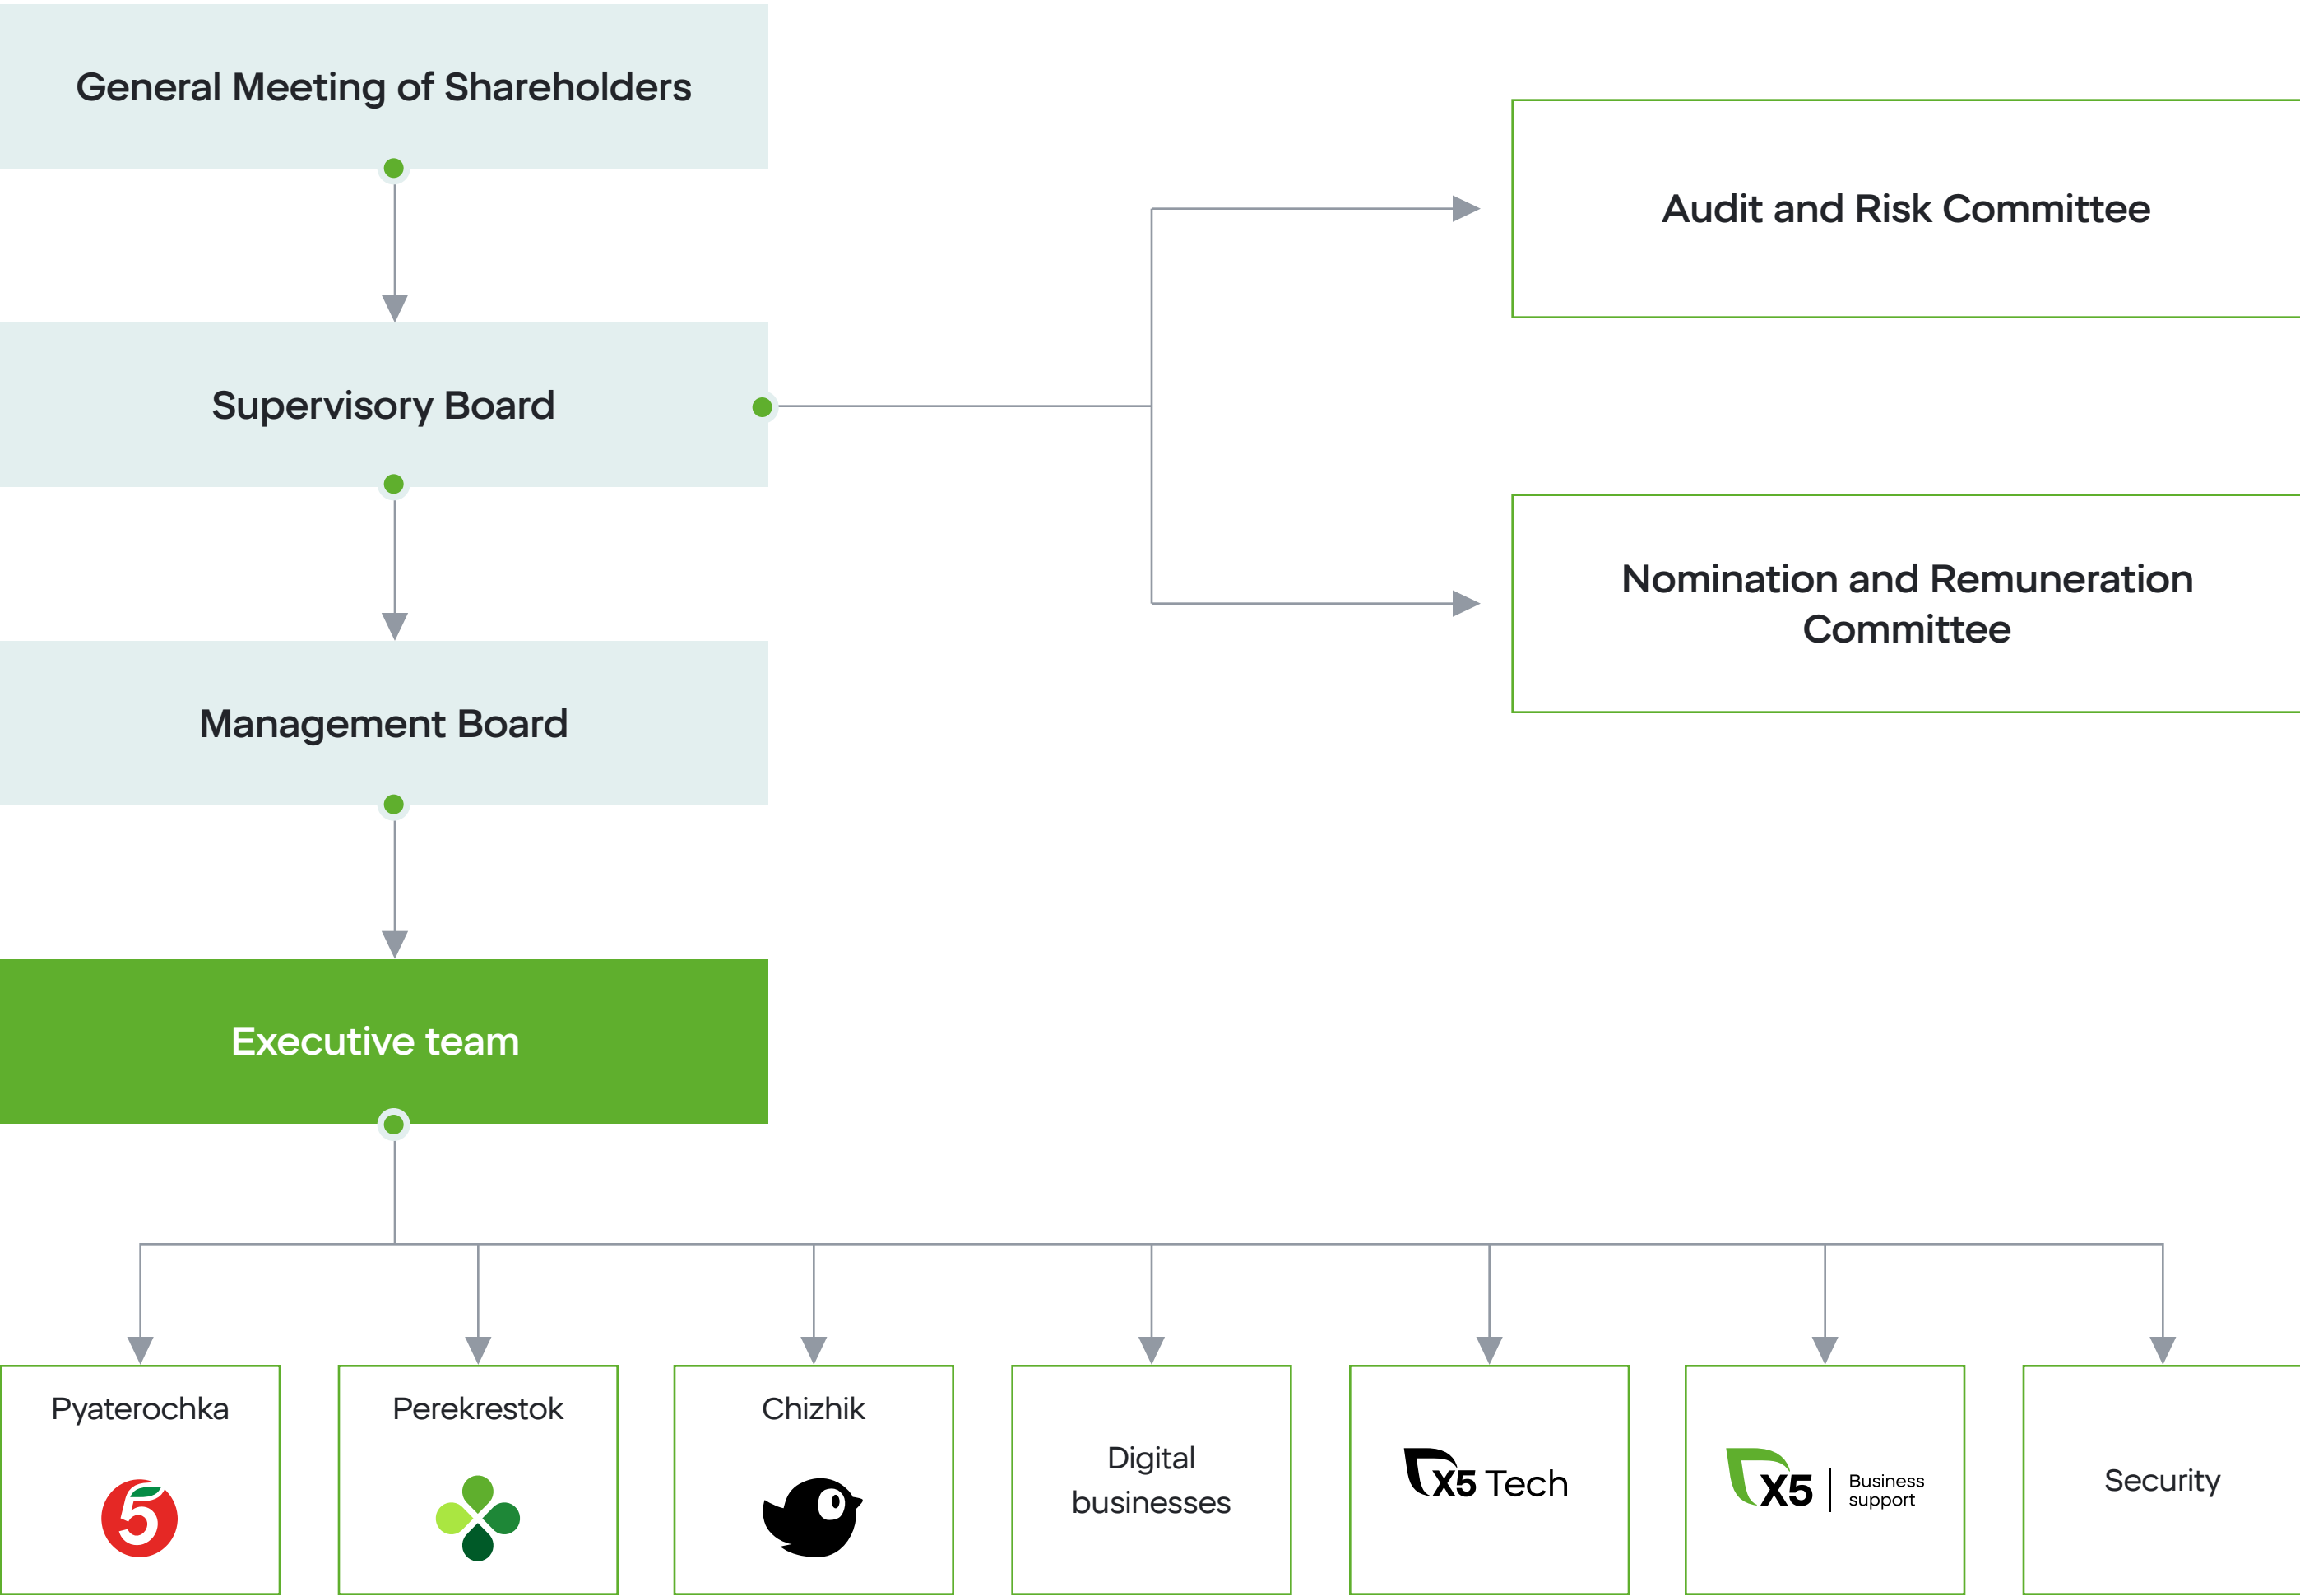 General Meeting of Shareholders
Audit and Risk Committee
Supervisory Board
Nomination and Remuneration
Committee
Management Board
Executive team
Pyaterochka
5
Perekrestok
Chizhik
Digital
businesses
X5 Tech
X5
Business
support
Security